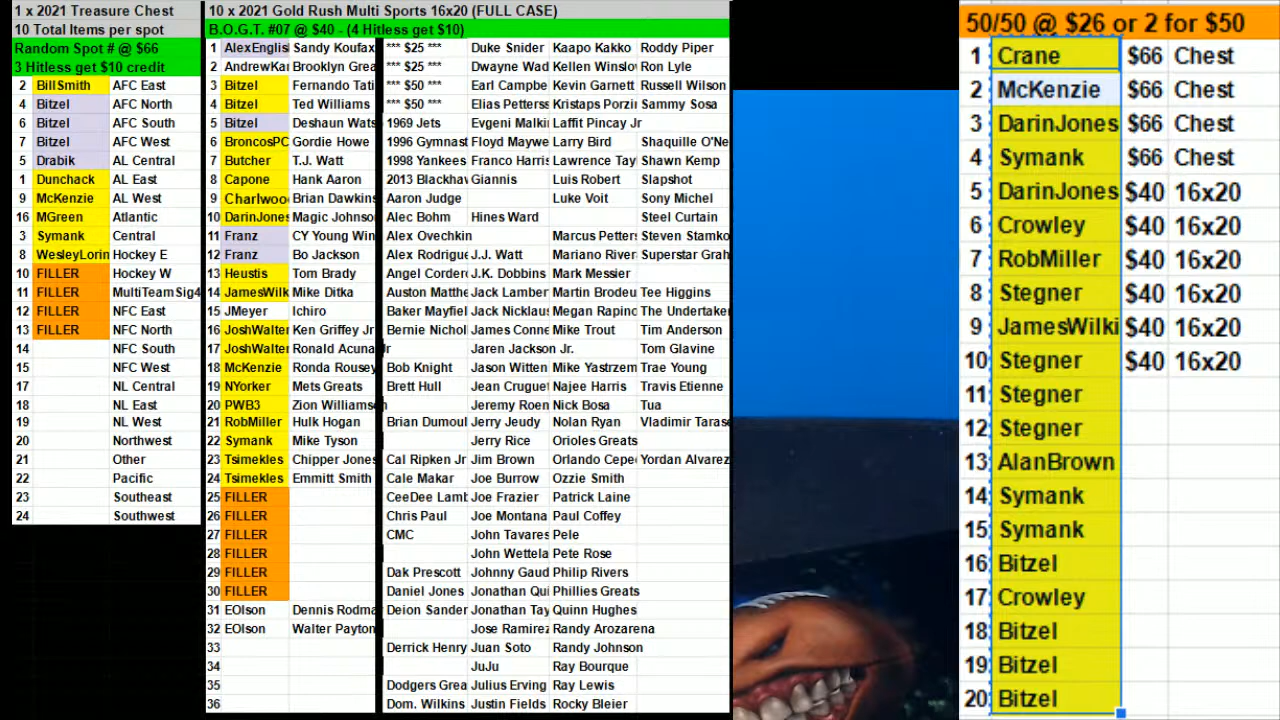 1 x 2021 Treasure Chest
10 Total Items per spot
Random Spot # @ $66
3 Hitless get $10 credit
2 BillSmith AFC East
4 Bitzel AFC North
6 Bitzel AFC South
7 Bitzel AFC West
5 Drabik AL Central
1 Dunchack AL East
9 McKenzie AL West
16 MGreen Atlantic
3 Symank Central
8 WesleyLorin Hockey E
10 FILLER Hockey W
11 FILLER MultiTeamSig4
12 FILLER NFC East
13 FILLER NFC North
14 NFC South
15 NFC West
17 NL Central
18 NL East
19 NL West
20 Northwest
21 Other
22 Pacific
23 Southeast
24 Southwest
10 x 2021 Gold Rush Multi Sports 16x20 (FULL CASE)
B.O.G.T. #07 @ $40 - (4 Hitless get $10)
1 AlexEnglis Sandy Koufax *** $25 *** Duke Snider Kaapo Kakko Roddy Piper
2 AndrewKa Brooklyn Grea *** $25 *** Dwayne Wad Kellen Winslow Ron Lyle
3 Bitzel Fernando Tati *** $50 *** Earl Campbe Kevin Garnett Russell Wilson
4 Bitzel Ted Williams *** $50 *** Elias Petterss Kristaps Porzin Sammy Sosa
5 Bitzel Deshaun Wats 1969 Jets Evgeni Malkin Laffit Pincay Jr
6 BroncosPC Gordie Howe 1996 Gymnast Floyd Maywe Larry Bird Shaquille O'Ne
7 Butcher T.J. Watt 1998 Yankees Franco Harris Lawrence Tay Shawn Kemp
8 Capone Hank Aaron 2013 Blackhav Giannis Luis Robert Slapshot
9 Charlwoo Brian Dawkins Aaron Judge Luke Voit Sony Michel
10 DarinJones Magic Johnso Alec Bohm Hines Ward Steel Curtain
11 Franz CY Young Win Alex Ovechkin Marcus Petters Steven Stamko
12 Franz Bo Jackson Alex Rodrigue J.J. Watt Mariano River Superstar Grah
13 Heustis Tom Brady Angel Cordero J.K. Dobbins Mark Messier
14 JamesWilk Mike Ditka Auston Matthe Jack Lamber Martin Brodeu Tee Higgins
15 JMeyer Ichiro Baker Mayfiel Jack Nicklaus Megan Rapino The Undertaker
16 JoshWalter Ken Griffey Jr Bernie Nichol James Conne Mike Trout Tim Anderson
17 JoshWalter Ronald Acuna Jr Jaren Jackson Jr. Tom Glavine
18 McKenzie Ronda Rousey Bob Knight Jason Witten Mike Yastrzem Trae Young
19 NYorker Mets Greats Brett Hull Jean Cruguet Najee Harris Travis Etienne
20 PWB3 Zion Williamson Jeremy Roen Nick Bosa Tua
21 RobMiller Hulk Hogan Brian Dumoul Jerry Jeudy Nolan Ryan Vladimir Tarase
22 Symank Mike Tyson Jerry Rice Orioles Greats
23 Tsimekles Chipper Jones Cal Ripken Jr Jim Brown Orlando Cepe Yordan Alvarez
24 Tsimekles Emmitt Smith Cale Makar Joe Burrow Ozzie Smith
25 FILLER CeeDee Lamb Joe Frazier Patrick Laine
26 FILLER Chris Paul Joe Montana Paul Coffey
27 FILLER CMC John Tavares Pele
28 FILLER John Wettela Pete Rose
29 FILLER Dak Prescott Johnny Gaud Philip Rivers
30 FILLER Daniel Jones Jonathan Qui Phillies Greats
31 EOlson Dennis Rodma Deion Sander Jonathan Tay Quinn Hughes
32 EOlson Walter Payton Jose Ramirez Randy Arozarena
33 Derrick Henry Juan Soto Randy Johnson
34 JuJu Ray Bourque
35 Dodgers Grea Julius Erving Ray Lewis
36 Dom. Wilkins Justin Fields Rocky Bleier
50/50 @ $26 or 2 for $50
1 Crane $66 Chest
2 McKenzie $66 Chest
3 DarinJones $66 Chest
4 Symank $66 Chest
5 DarinJones $40 16x20
6 Crowley $40 16x20
7 RobMiller $40 16x20
8 Stegner $40 16x20
9 JamesWilki $40 16x20
10 Stegner $40 16x20
11 Stegner
12 Stegner
13 AlanBrown
14 Symank
15 Symank
16 Bitzel
17 Crowley
18 Bitzel
19 Bitzel
20 Bitzel